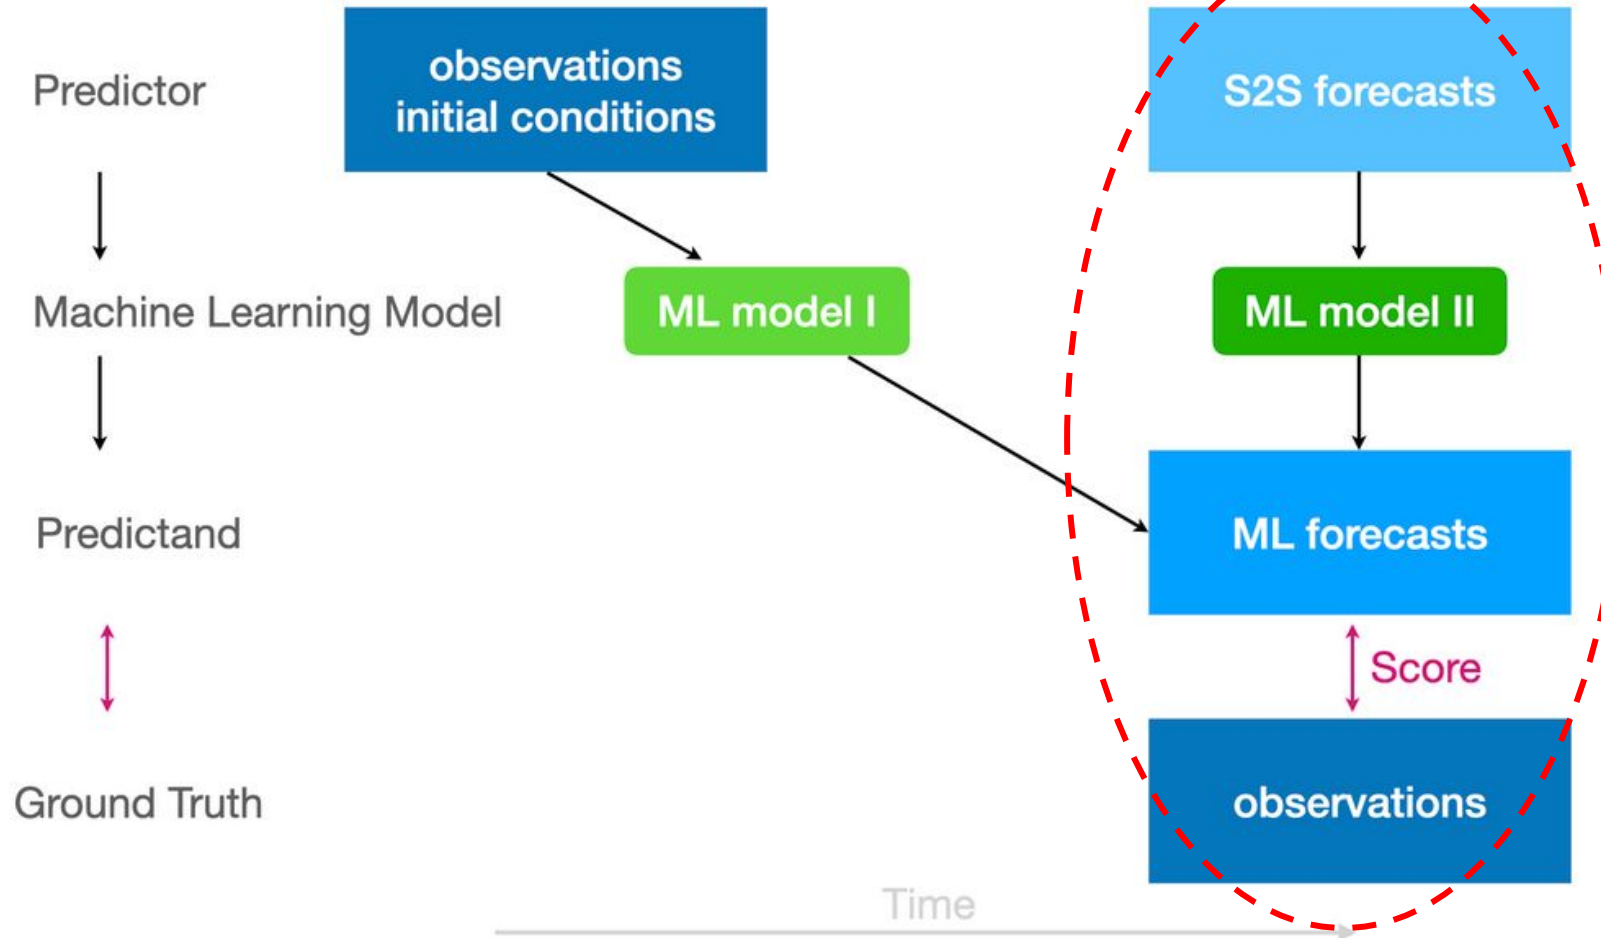 Predictor
observations
initial conditions
S2S forecasts
Machine Learning Model
ML model I
ML model II
Predictand
ML forecasts
Score
Ground Truth
observations
Time